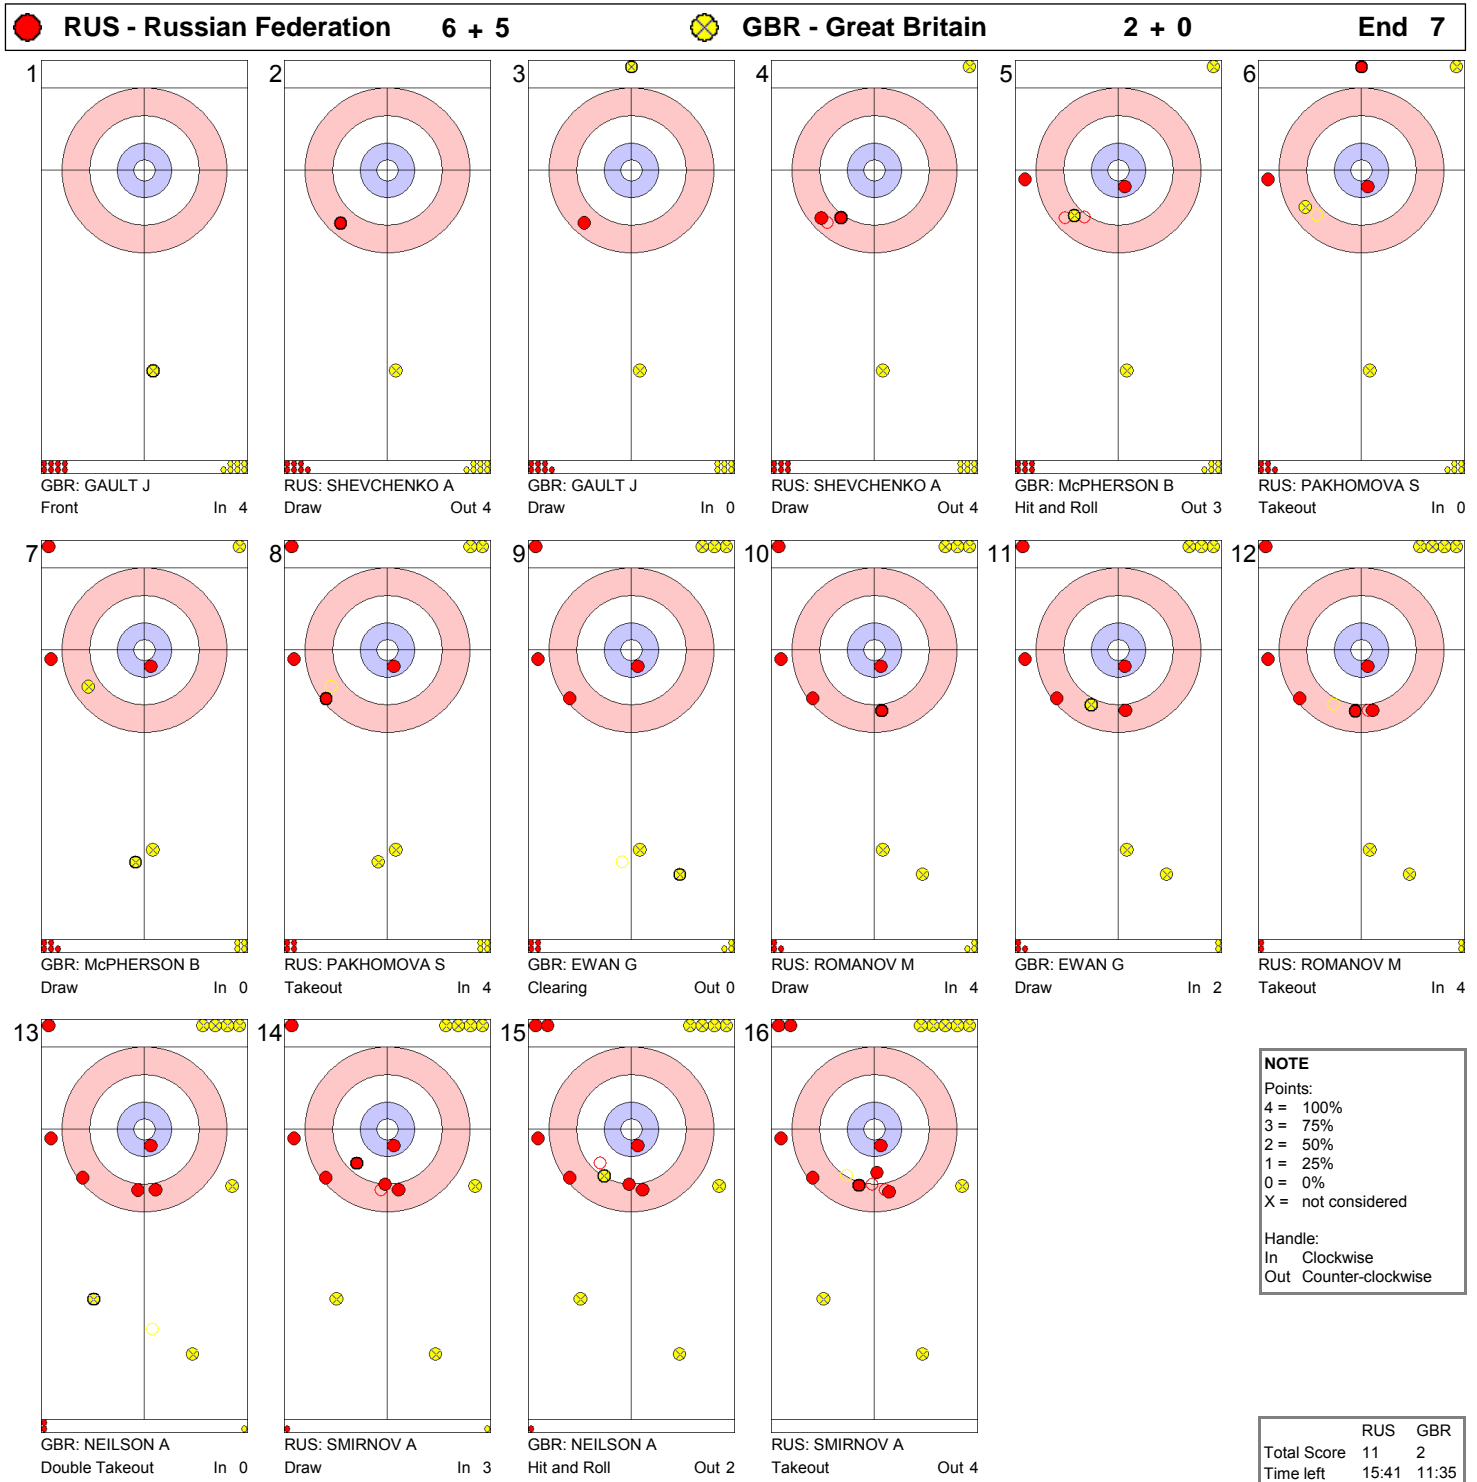 RUS - Russian Federation 6 + 5 GBR - Great Britain 2 + 0 End 7
1 2 3 4 5 6
GBR: GAULT J RUS: SHEVCHENKO A GBR: GAULT J RUS: SHEVCHENKO A GBR: McPHERSON B RUS: PAKHOMOVA S
Front In 4 Draw Out 4 Draw In 0 Draw Out 4 Hit and Roll Out 3 Takeout In 0
7 8 9 10 11 12
GBR: McPHERSON B RUS: PAKHOMOVA S GBR: EWAN G RUS: ROMANOV M GBR: EWAN G RUS: ROMANOV M
Draw In 0 Takeout In 4 Clearing Out 0 Draw In 4 Draw In 2 Takeout In 4
13 14 15 16
GBR: NEILSON A RUS: SMIRNOV A GBR: NEILSON A RUS: SMIRNOV A
Double Takeout In 0 Draw In 3 Hit and Roll Out 2 Takeout Out 4
NOTE
Points:
4 = 100%
3 = 75%
2 = 50%
1 = 25%
0 = 0%
X = not considered
Handle:
In Clockwise
Out Counter-clockwise
RUS GBR
Total Score 11 2
Time left 15:41 11:35